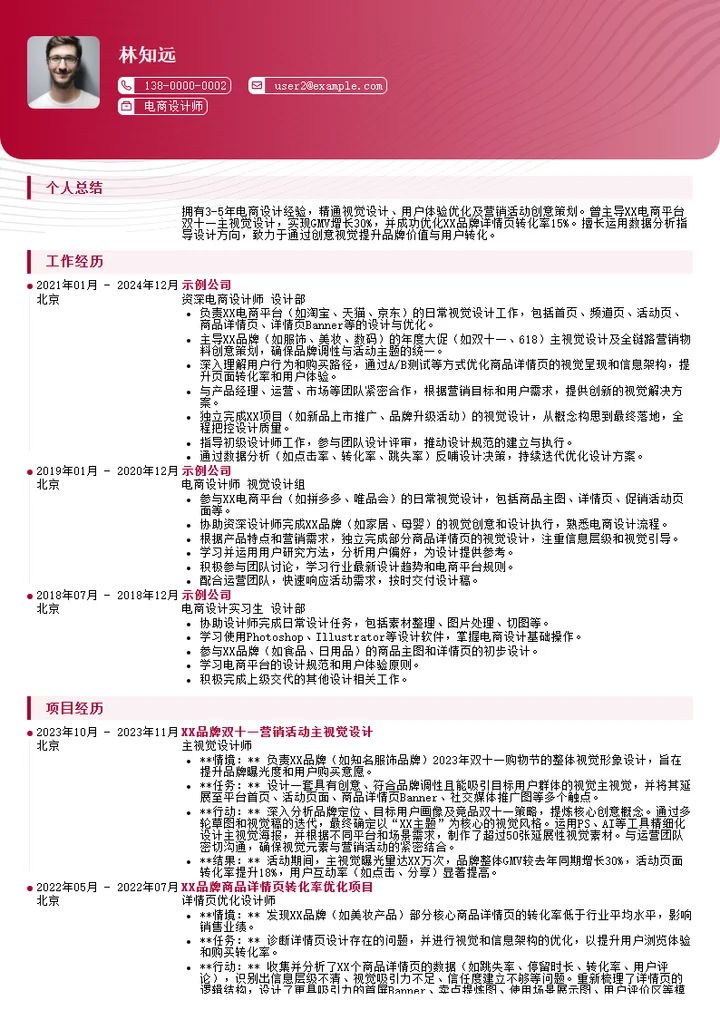 林知远
138-0000-0002
user2@example.com
电商设计师
个人总结
拥有3-5年电商设计经验，精通视觉设计、用户体验优化及营销活动创意策划。曾主导XX电商平台
双十一主视觉设计，实现GMV增长30%，并成功优化XX品牌详情页转化率15%。擅长运用数据分析指
导设计方向，致力于通过创意视觉提升品牌价值与用户转化。
工作经历
2021年01月 - 2024年12月 示例公司
北京 资深电商设计师 设计部
• 负责XX电商平台（如淘宝、天猫、京东）的日常视觉设计工作，包括首页、频道页、活动页、
商品详情页、详情页Banner等的设计与优化。
• 主导XX品牌（如服饰、美妆、数码）的年度大促（如双十一、618）主视觉设计及全链路营销物
料创意策划，确保品牌调性与活动主题的统一。
• 深入理解用户行为和购买路径，通过A/B测试等方式优化商品详情页的视觉呈现和信息架构，提
升页面转化率和用户体验。
• 与产品经理、运营、市场等团队紧密合作，根据营销目标和用户需求，提供创新的视觉解决方
案。
• 独立完成XX项目（如新品上市推广、品牌升级活动）的视觉设计，从概念构思到最终落地，全
程把控设计质量。
• 指导初级设计师工作，参与团队设计评审，推动设计规范的建立与执行。
• 通过数据分析（如点击率、转化率、跳失率）反哺设计决策，持续迭代优化设计方案。
2019年01月 - 2020年12月 示例公司
北京 电商设计师 视觉设计组
• 参与XX电商平台（如拼多多、唯品会）的日常视觉设计，包括商品主图、详情页、促销活动页
面等。
• 协助资深设计师完成XX品牌（如家居、母婴）的视觉创意和设计执行，熟悉电商设计流程。
• 根据产品特点和营销需求，独立完成部分商品详情页的视觉设计，注重信息层级和视觉引导。
• 学习并运用用户研究方法，分析用户偏好，为设计提供参考。
• 积极参与团队讨论，学习行业最新设计趋势和电商平台规则。
• 配合运营团队，快速响应活动需求，按时交付设计稿。
2018年07月 - 2018年12月 示例公司
北京 电商设计实习生 设计部
• 协助设计师完成日常设计任务，包括素材整理、图片处理、切图等。
• 学习使用Photoshop、Illustrator等设计软件，掌握电商设计基础操作。
• 参与XX品牌（如食品、日用品）的商品主图和详情页的初步设计。
• 学习电商平台的设计规范和用户体验原则。
• 积极完成上级交代的其他设计相关工作。
项目经历
2023年10月 - 2023年11月 XX品牌双十一营销活动主视觉设计
北京 主视觉设计师
• **情境：** 负责XX品牌（如知名服饰品牌）2023年双十一购物节的整体视觉形象设计，旨在
提升品牌曝光度和用户购买意愿。
• **任务：** 设计一套具有创意、符合品牌调性且能吸引目标用户群体的视觉主视觉，并将其延
展至平台首页、活动页面、商品详情页Banner、社交媒体推广图等多个触点。
• **行动：** 深入分析品牌定位、目标用户画像及竞品双十一策略，提炼核心创意概念。通过多
轮草图和视觉稿的迭代，最终确定以“XX主题”为核心的视觉风格。运用PS、AI等工具精细化
设计主视觉海报，并根据不同平台和场景需求，制作了超过50张延展性视觉素材。与运营团队
密切沟通，确保视觉元素与营销活动的紧密结合。
• **结果：** 活动期间，主视觉曝光量达XX万次，品牌整体GMV较去年同期增长30%，活动页面
转化率提升18%，用户互动率（如点击、分享）显著提高。
2022年05月 - 2022年07月 XX品牌商品详情页转化率优化项目
北京 详情页优化设计师
• **情境：** 发现XX品牌（如美妆产品）部分核心商品详情页的转化率低于行业平均水平，影响
销售业绩。
• **任务：** 诊断详情页设计存在的问题，并进行视觉和信息架构的优化，以提升用户浏览体验
和购买转化率。
• **行动：** 收集并分析了XX个商品详情页的数据（如跳失率、停留时长、转化率、用户评
论），识别出信息层级不清、视觉吸引力不足、信任度建立不够等问题。重新梳理了详情页的
逻辑结构，设计了更具吸引力的首屏Banner、卖点提炼图、使用场景展示图、用户评价区等模